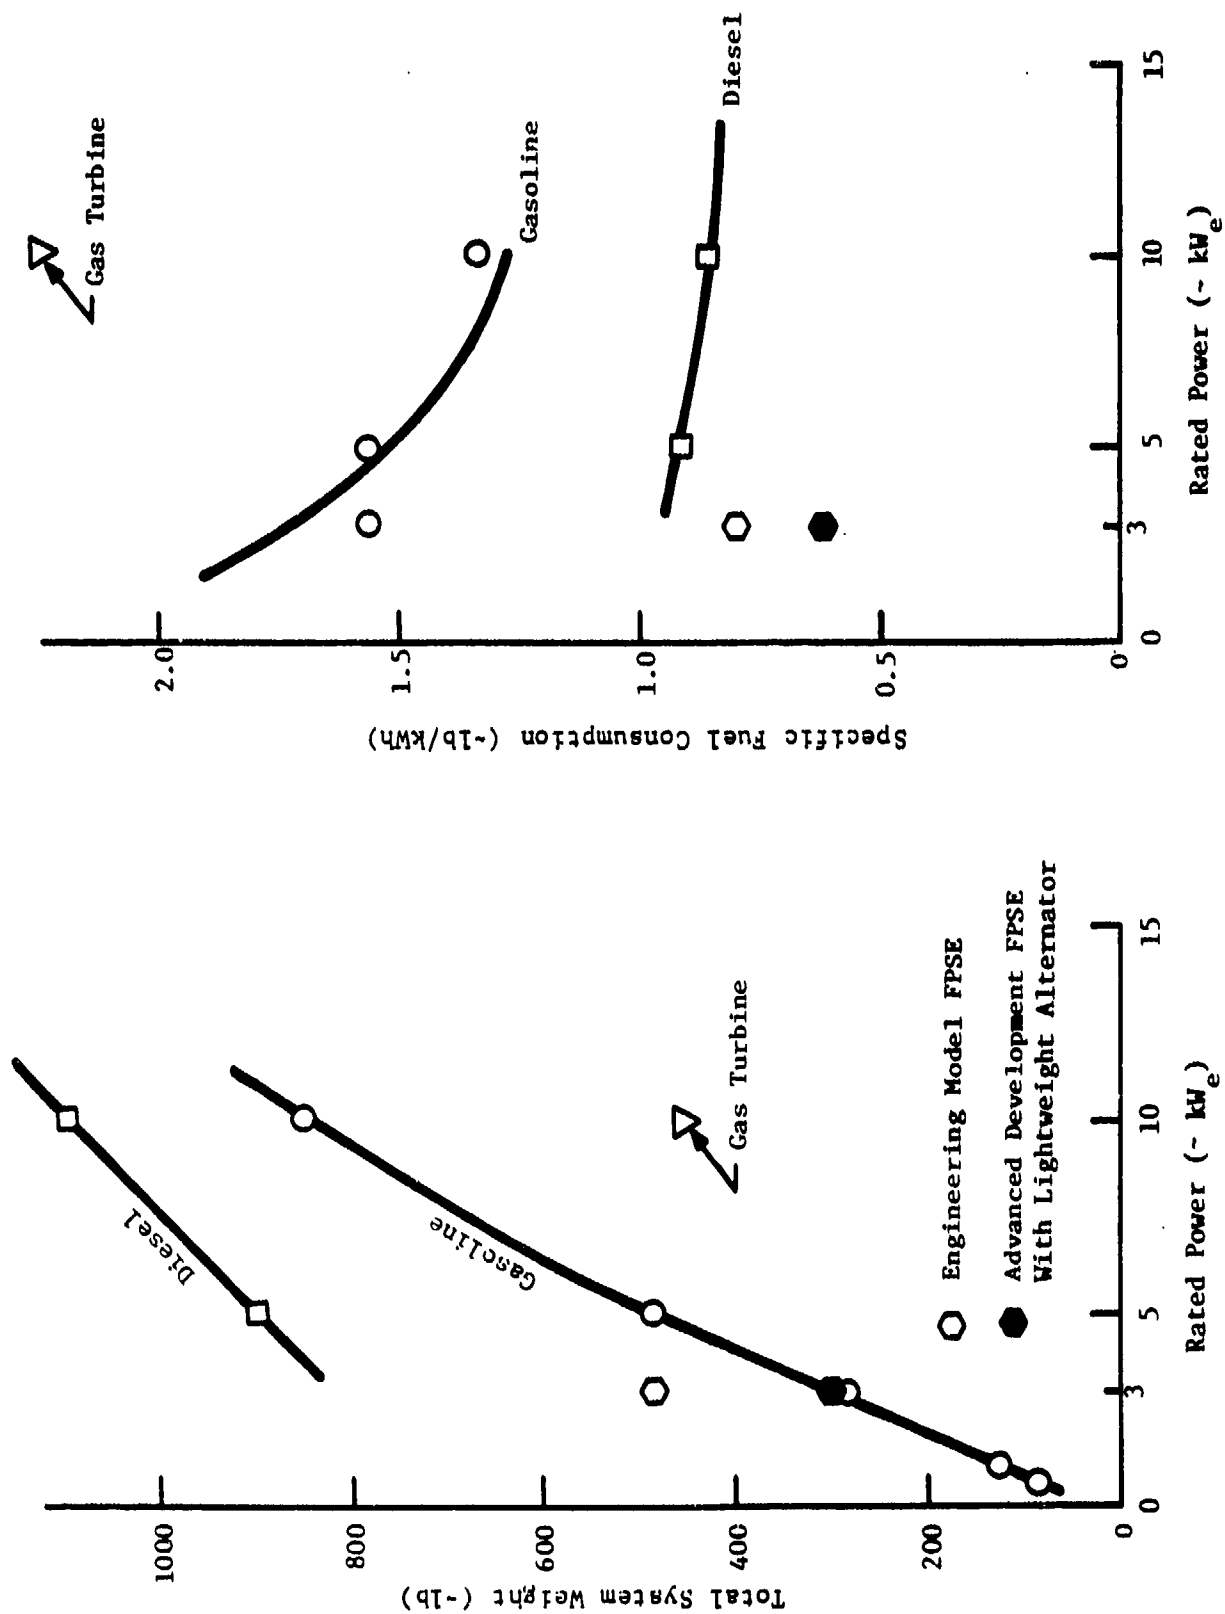 Total System Weight (~lb)
1000
800
600
400
200
0
Diesel
Gasoline
Gas Turbine
Engineering Model FPSE
Advanced Development FPSE
With Lightweight Alternator
0
3
5
10
15
Rated Power (~ kWe)
Specific Fuel Consumption (~lb/kWh)
2.0
1.5
1.0
0.5
0
Gas Turbine
Gasoline
Diesel
0
3
5
10
15
Rated Power (~ kWe)